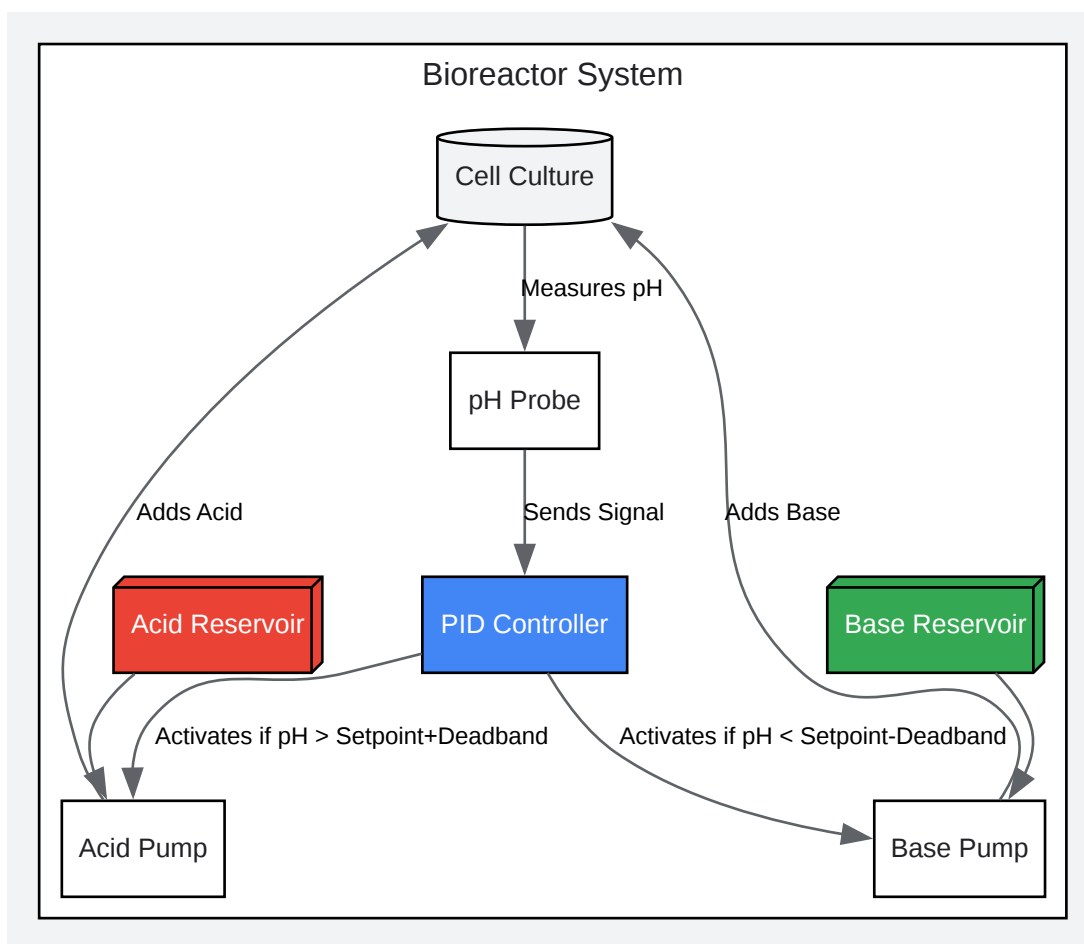 Bioreactor System
Cell Culture
Measures pH
pH Probe
Adds Acid
Sends Signal
Adds Base
Acid Reservoir
PID Controller
Base Reservoir
Activates if pH > Setpoint+Deadband
Activates if pH < Setpoint-Deadband
Acid Pump
Base Pump